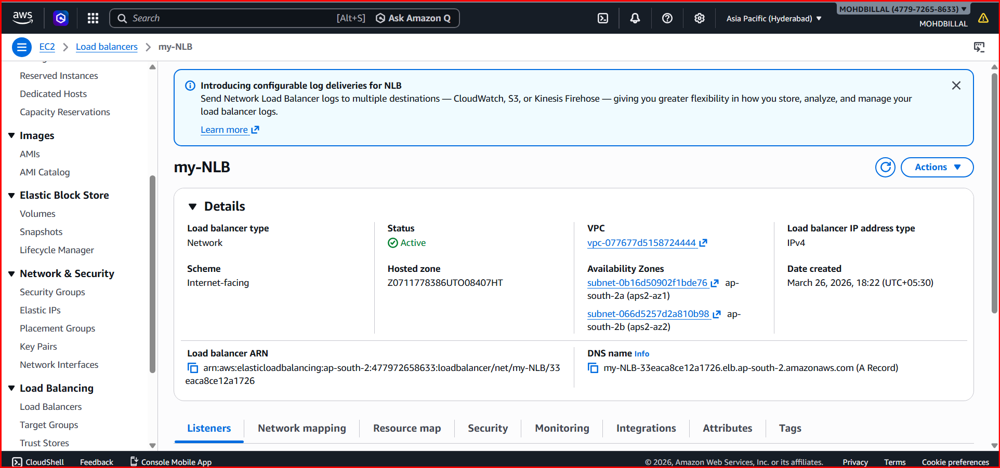 aws
Search
[Alt+S]
Ask Amazon Q
Asia Pacific (Hyderabad)
MOHDBILLAL (4779-7265-8633)
MOHDBILLAL
EC2
Load balancers
my-NLB
Reserved Instances
Dedicated Hosts
Capacity Reservations
Images
AMIs
AMI Catalog
Elastic Block Store
Volumes
Snapshots
Lifecycle Manager
Network & Security
Security Groups
Elastic IPs
Placement Groups
Key Pairs
Network Interfaces
Load Balancing
Load Balancers
Target Groups
Trust Stores
Introducing configurable log deliveries for NLB
Send Network Load Balancer logs to multiple destinations — CloudWatch, S3, or Kinesis Firehose — giving you greater flexibility in how you store, analyze, and manage your
load balancer logs.
Learn more
my-NLB
Actions
Details
Load balancer type
Network
Status
Active
VPC
vpc-077677d5158724444
Load balancer IP address type
IPv4
Scheme
Internet-facing
Hosted zone
Z0711778386UTO08407HT
Availability Zones
subnet-0b16d50902f1bde76 ap-
south-2a (aps2-az1)
subnet-066d5257d2a810b98 ap-
south-2b (aps2-az2)
Date created
March 26, 2026, 18:22 (UTC+05:30)
Load balancer ARN
arn:aws:elasticloadbalancing:ap-south-2:477972658633:loadbalancer/net/my-NLB/33
eaca8ce12a1726
DNS name Info
my-NLB-33eaca8ce12a1726.elb.ap-south-2.amazonaws.com (A Record)
Listeners
Network mapping
Resource map
Security
Monitoring
Integrations
Attributes
Tags
CloudShell
Feedback
Console Mobile App
© 2026, Amazon Web Services, Inc. or its affiliates.
Privacy
Terms
Cookie preferences